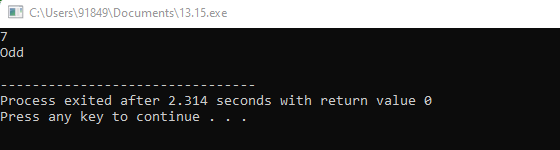 C:\Users\91849\Documents\13.15.exe
7
Odd
--------------------------------
Process exited after 2.314 seconds with return value 0
Press any key to continue . . .